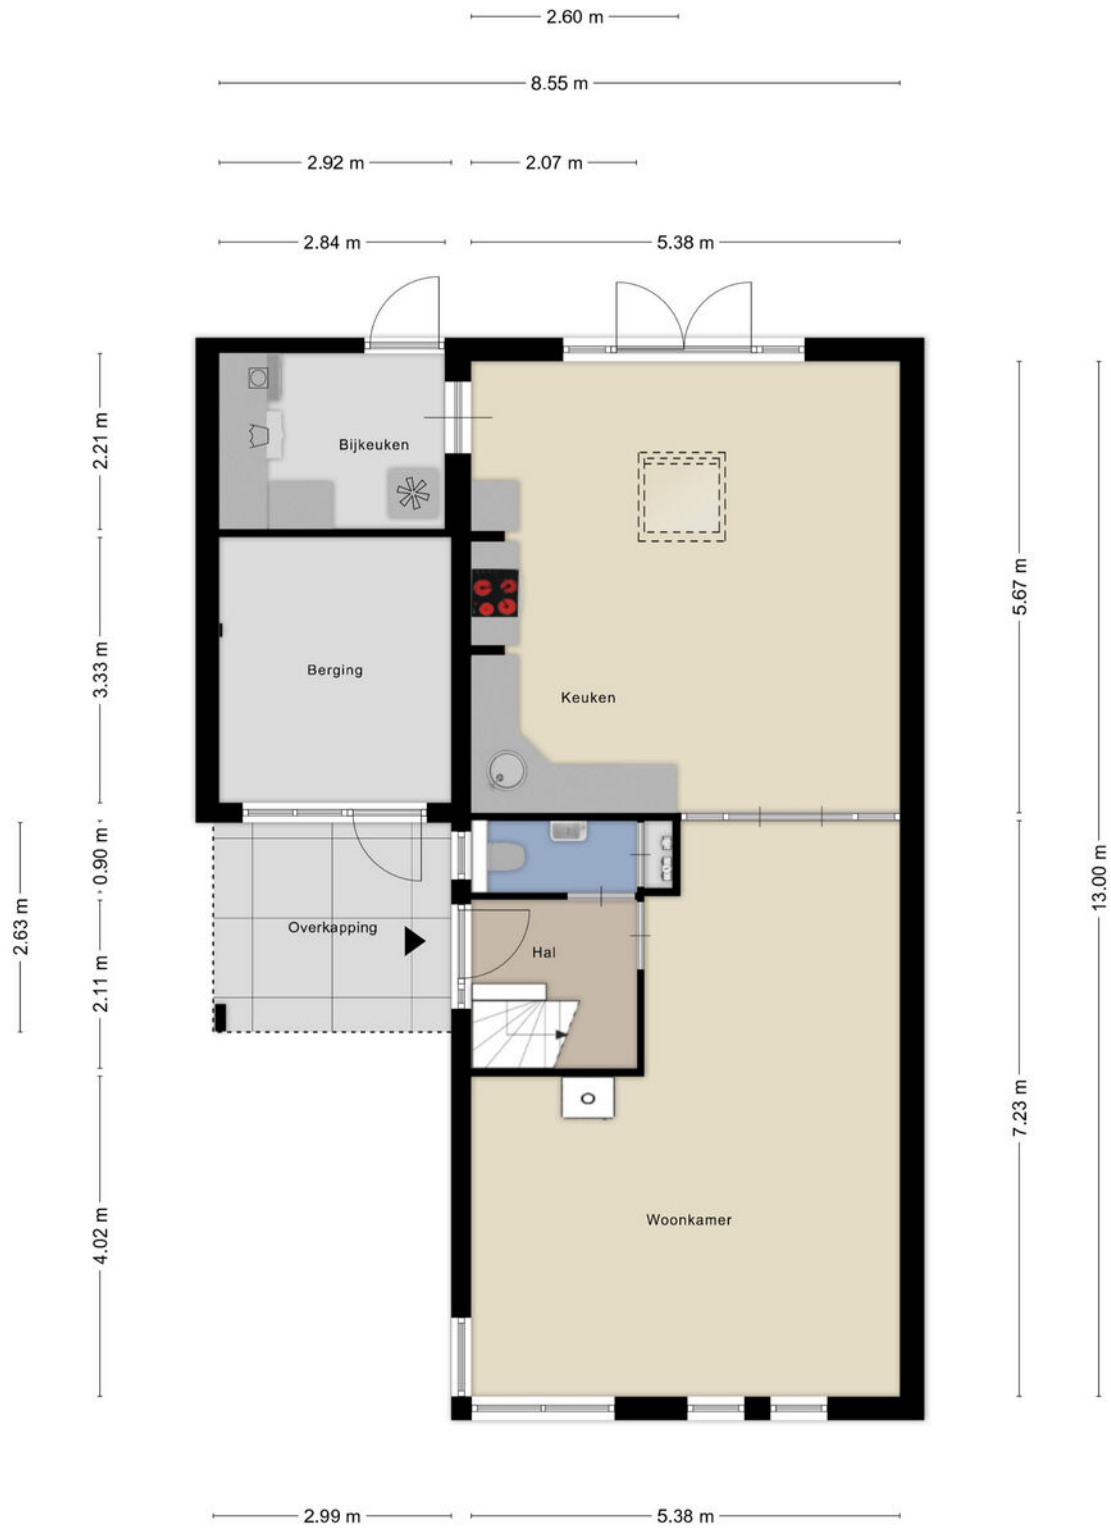 2.60 m
8.55 m
2.92 m
2.07 m
2.84 m
5.38 m
2.21 m
Bijkeuken
3.33 m
Berging
5.67 m
Keuken
13.00 m
0.90 m
2.63 m
Overkapping
Hal
2.11 m
7.23 m
4.02 m
Woonkamer
2.99 m
5.38 m